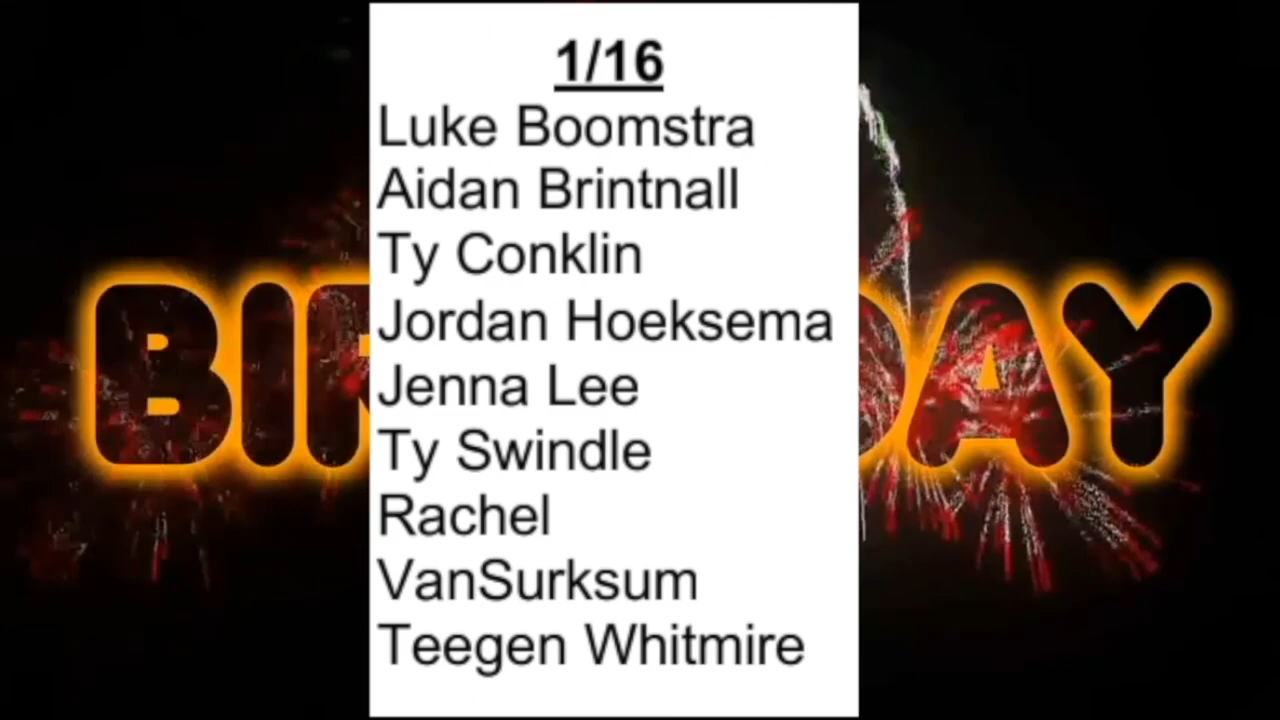 1/16
Luke Boomstra
Aidan Brintnall
Ty Conklin
Jordan Hoeksema
Jenna Lee
Ty Swindle
Rachel
VanSurksum
Teegen Whitmire